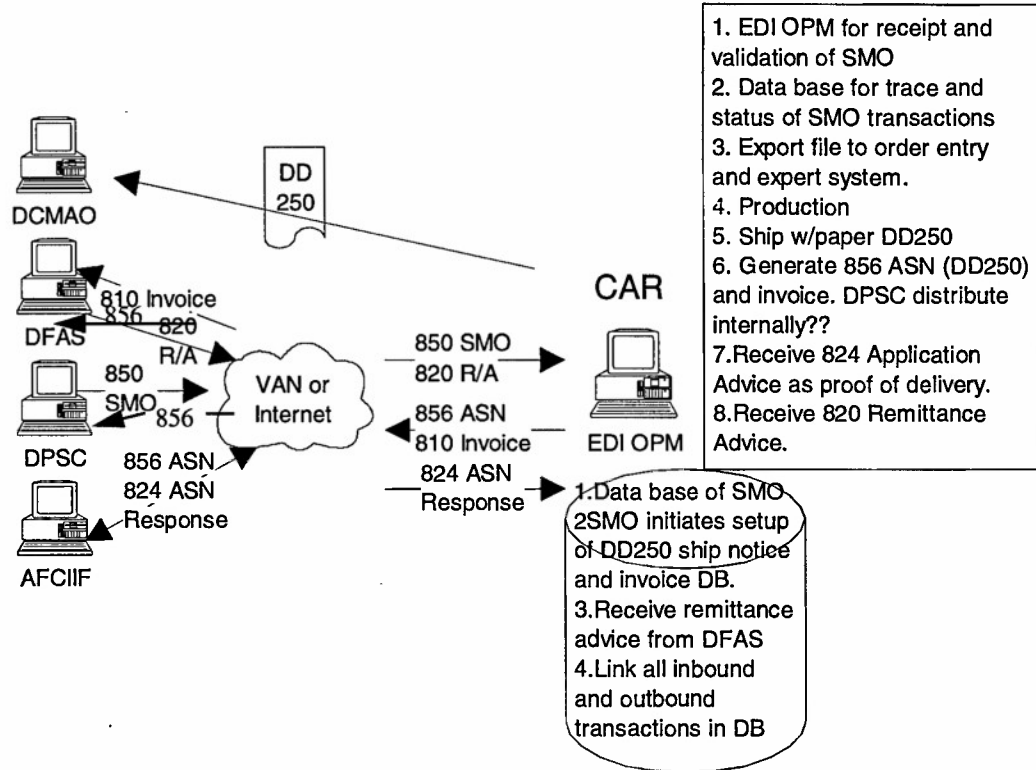 1. EDI OPM for receipt and
validation of SMO
2. Data base for trace and
status of SMO transactions
3. Export file to order entry
and expert system.
4. Production
5. Ship w/paper DD250
6. Generate 856 ASN (DD250)
and invoice. DPSC distribute
internally??
7.Receive 824 Application
Advice as proof of delivery.
8.Receive 820 Remittance
Advice.
DD
250
DCMAO
810 Invoice
856
820
R/A
DFAS
850
SMO
856
DPSC
856 ASN
824 ASN
Response
AFCIIF
VAN or
Internet
CAR
850 SMO
820 R/A
856 ASN
810 Invoice
824 ASN
Response
EDI OPM
1.Data base of SMO
2SMO initiates setup
of DD250 ship notice
and invoice DB.
3.Receive remittance
advice from DFAS
4.Link all inbound
and outbound
transactions in DB